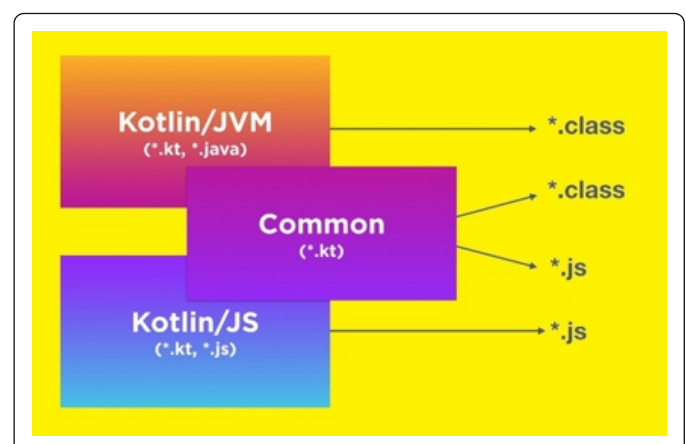 Kotlin/JVM
(*.kt, *.java)
*.class
*.class
Common
(*.kt)
*.js
Kotlin/JS
(*.kt, *.js)
*.js